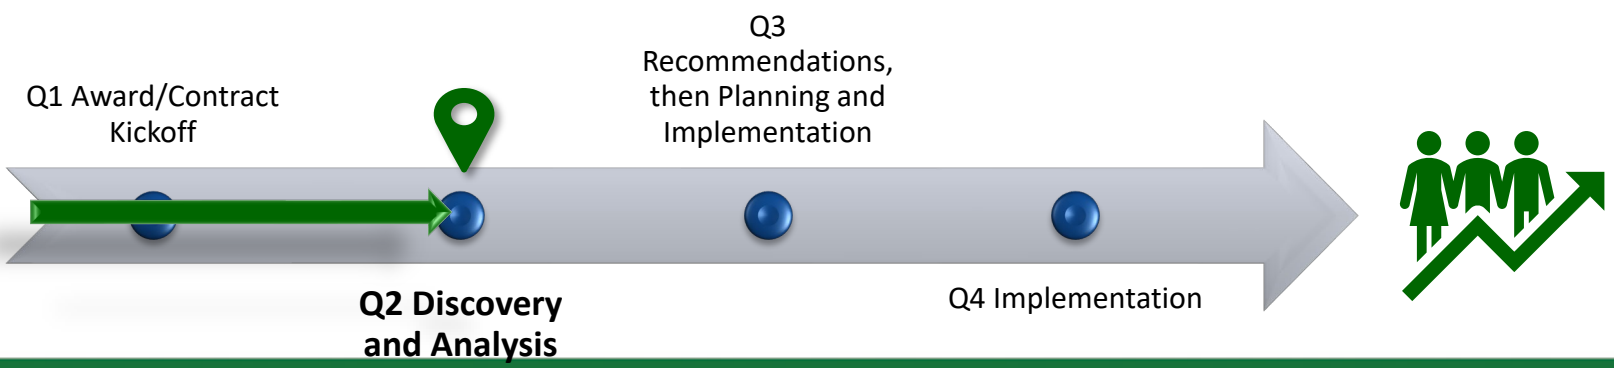 Q1 Award/Contract
Kickoff
Q2 Discovery
and Analysis
Q3
Recommendations,
then Planning and
Implementation
Q4 Implementation